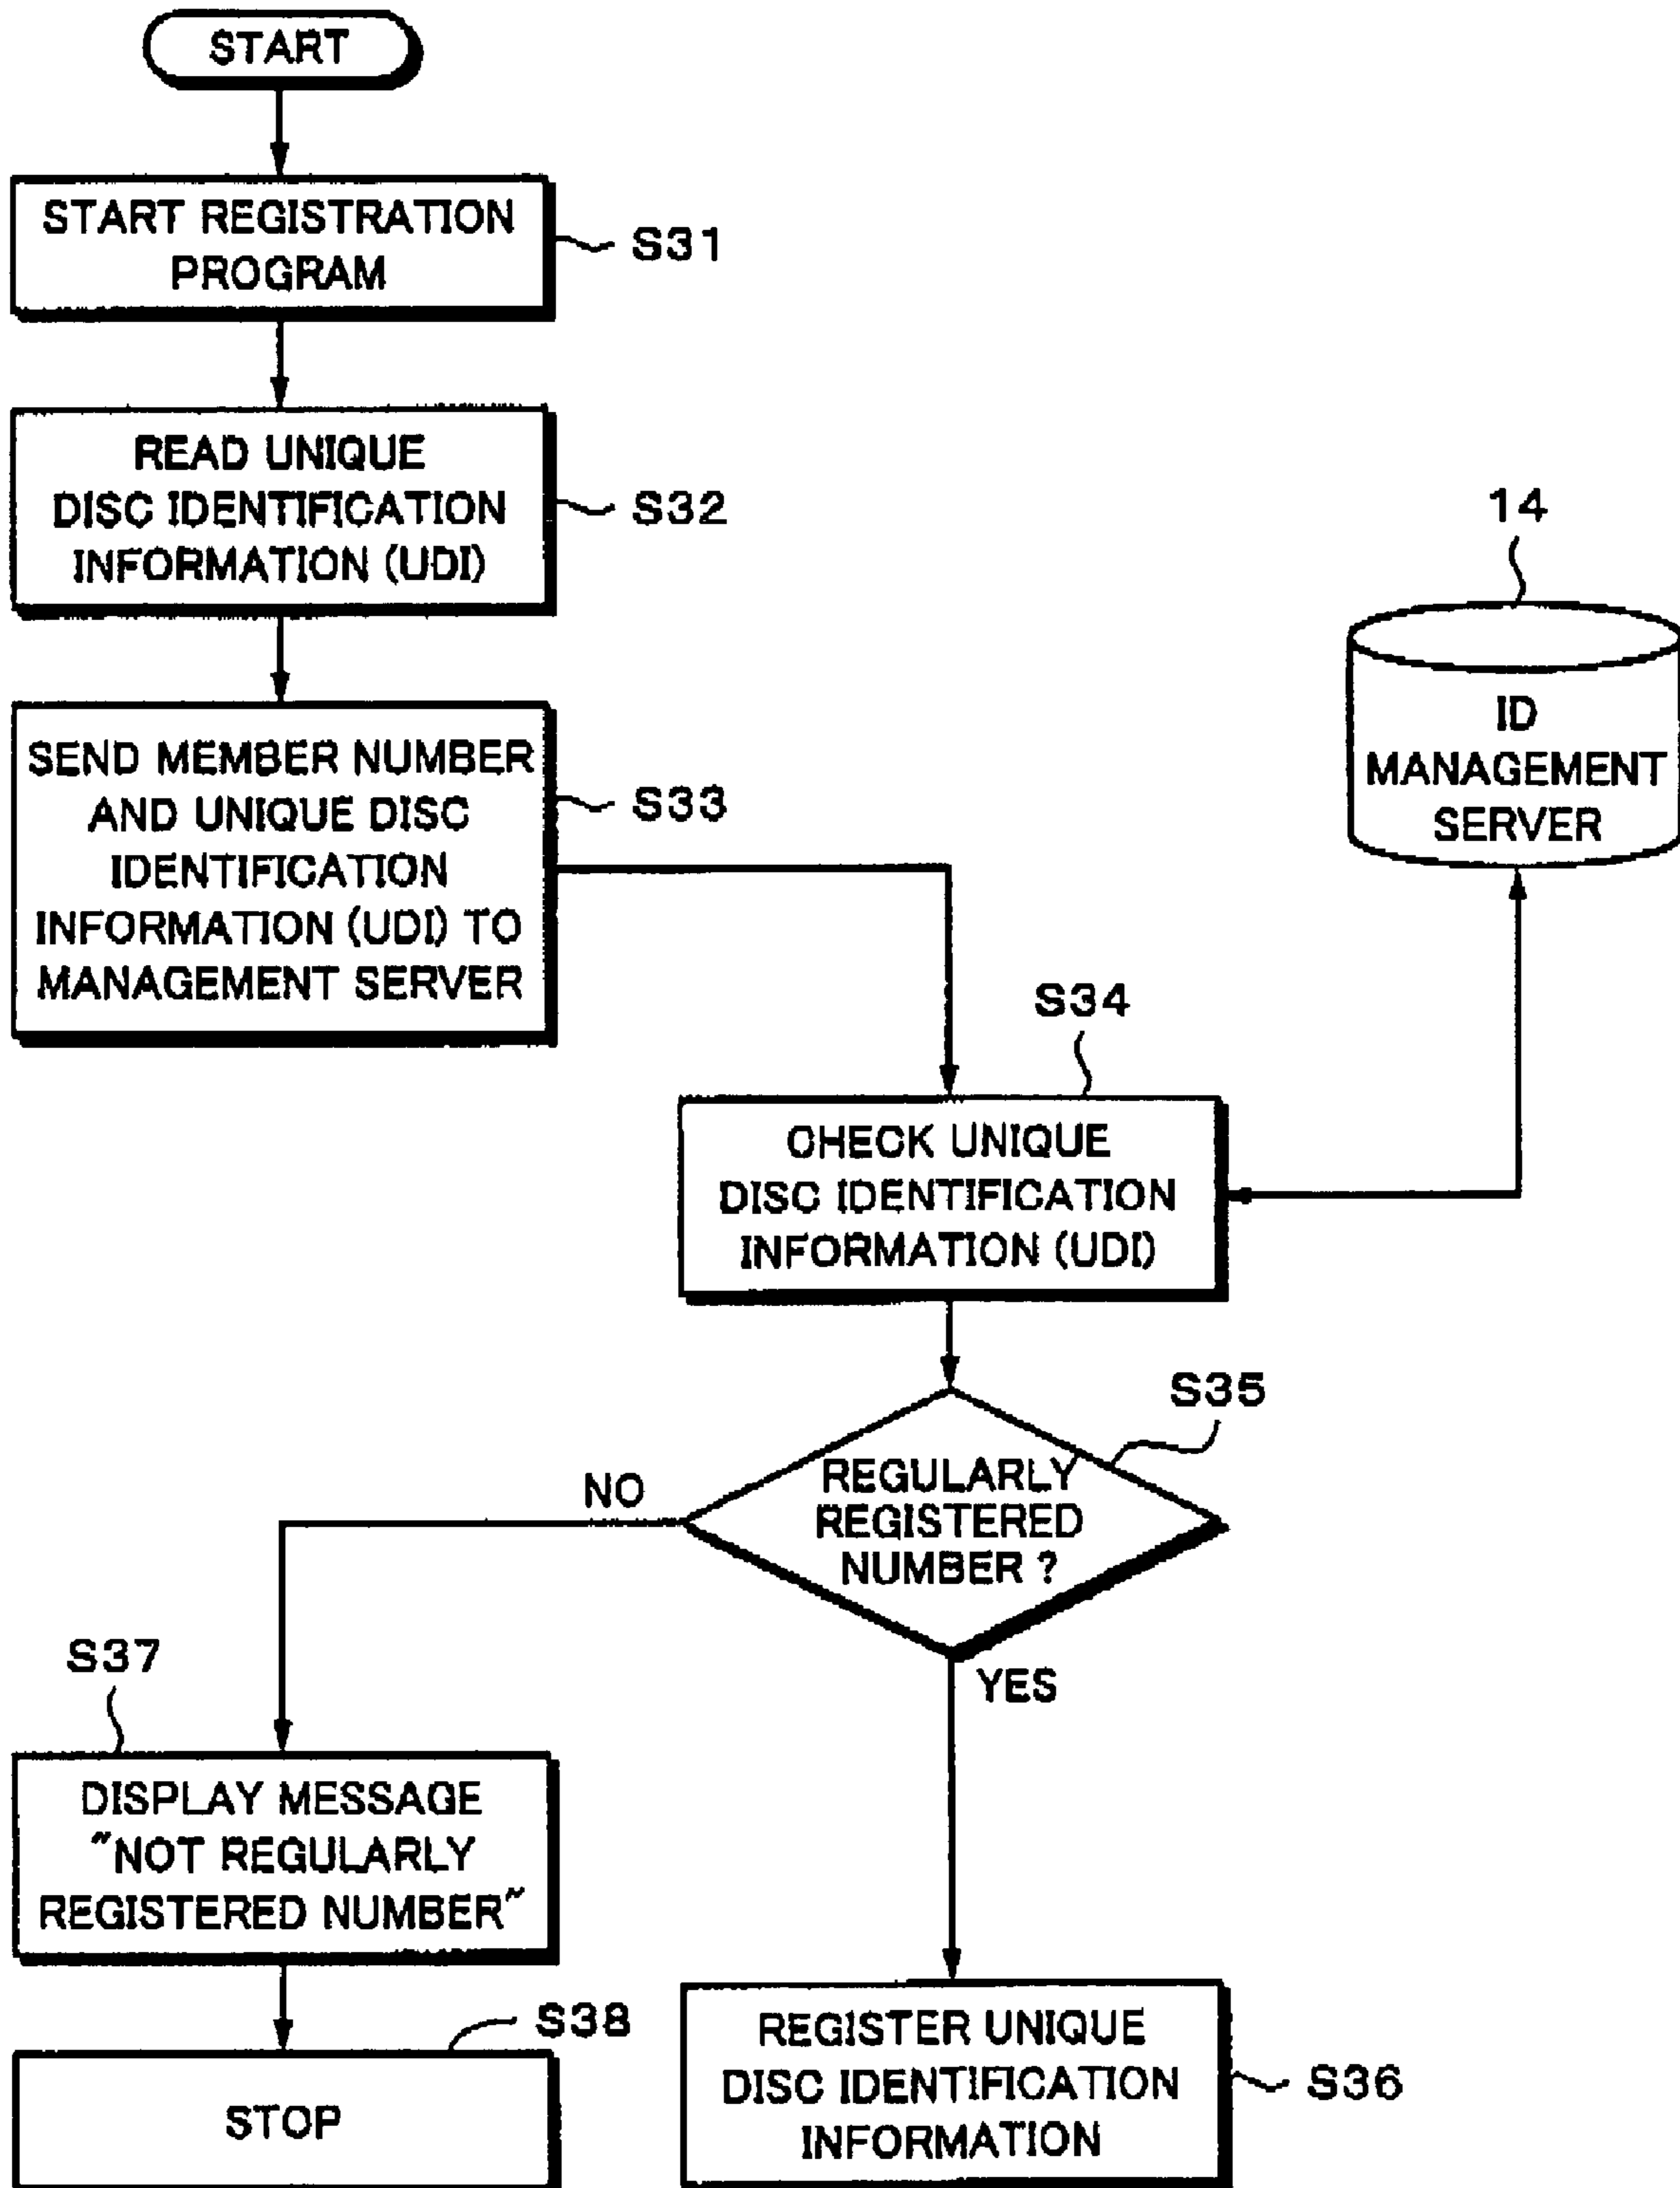 START
START REGISTRATION
PROGRAM
S31
READ UNIQUE
DISC IDENTIFICATION
INFORMATION (UDI)
S32
SEND MEMBER NUMBER
AND UNIQUE DISC
IDENTIFICATION
INFORMATION (UDI) TO
MANAGEMENT SERVER
S33
14
ID
MANAGEMENT
SERVER
S34
CHECK UNIQUE
DISC IDENTIFICATION
INFORMATION (UDI)
S35
REGULARLY
REGISTERED
NUMBER ?
NO
YES
S37
DISPLAY MESSAGE
"NOT REGULARLY
REGISTERED NUMBER"
S38
STOP
REGISTER UNIQUE
DISC IDENTIFICATION
INFORMATION
S36